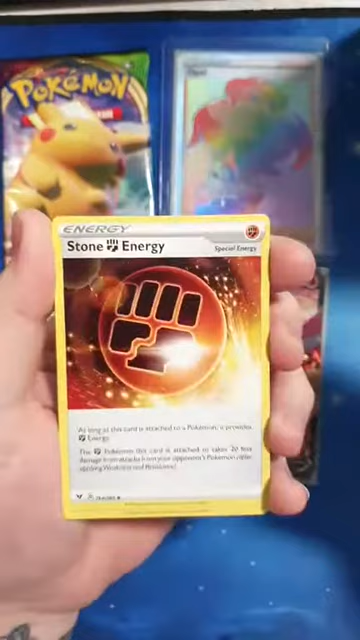 POKéMON
ENERGY
Stone Energy
Special Energy
As long as this card is attached to a Pokémon, it provides
Energy.
The Pokémon this card is attached to takes 20 less
damage from attacks from your opponent's Pokémon (after
applying Weakness and Resistance).